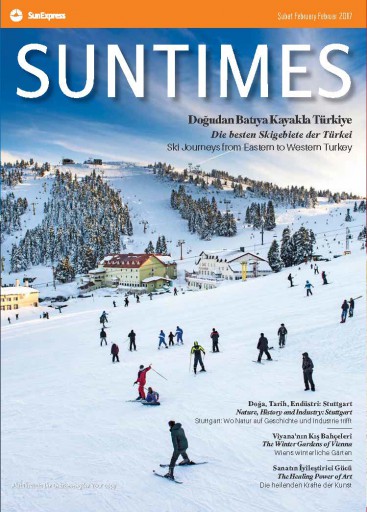 SunExpress
Şubat February Februar 2017
SUNTIMES
Doğudan Batıya Kayakla Türkiye
Die besten Skigebiete der Türkei
Ski Journeys from Eastern to Western Turkey
Doğa, Tarih, Endüstri: Stuttgart
Nature, History and Industry: Stuttgart
Stuttgart: Wo Natur auf Geschichte und Industrie trifft
Viyana'nın Kış Bahçeleri
The Winter Gardens of Vienna
Wiens winterliche Gärten
Sanatın İyileştirici Gücü
The Healing Power of Art
Die heilenden Kräfte der Kunst